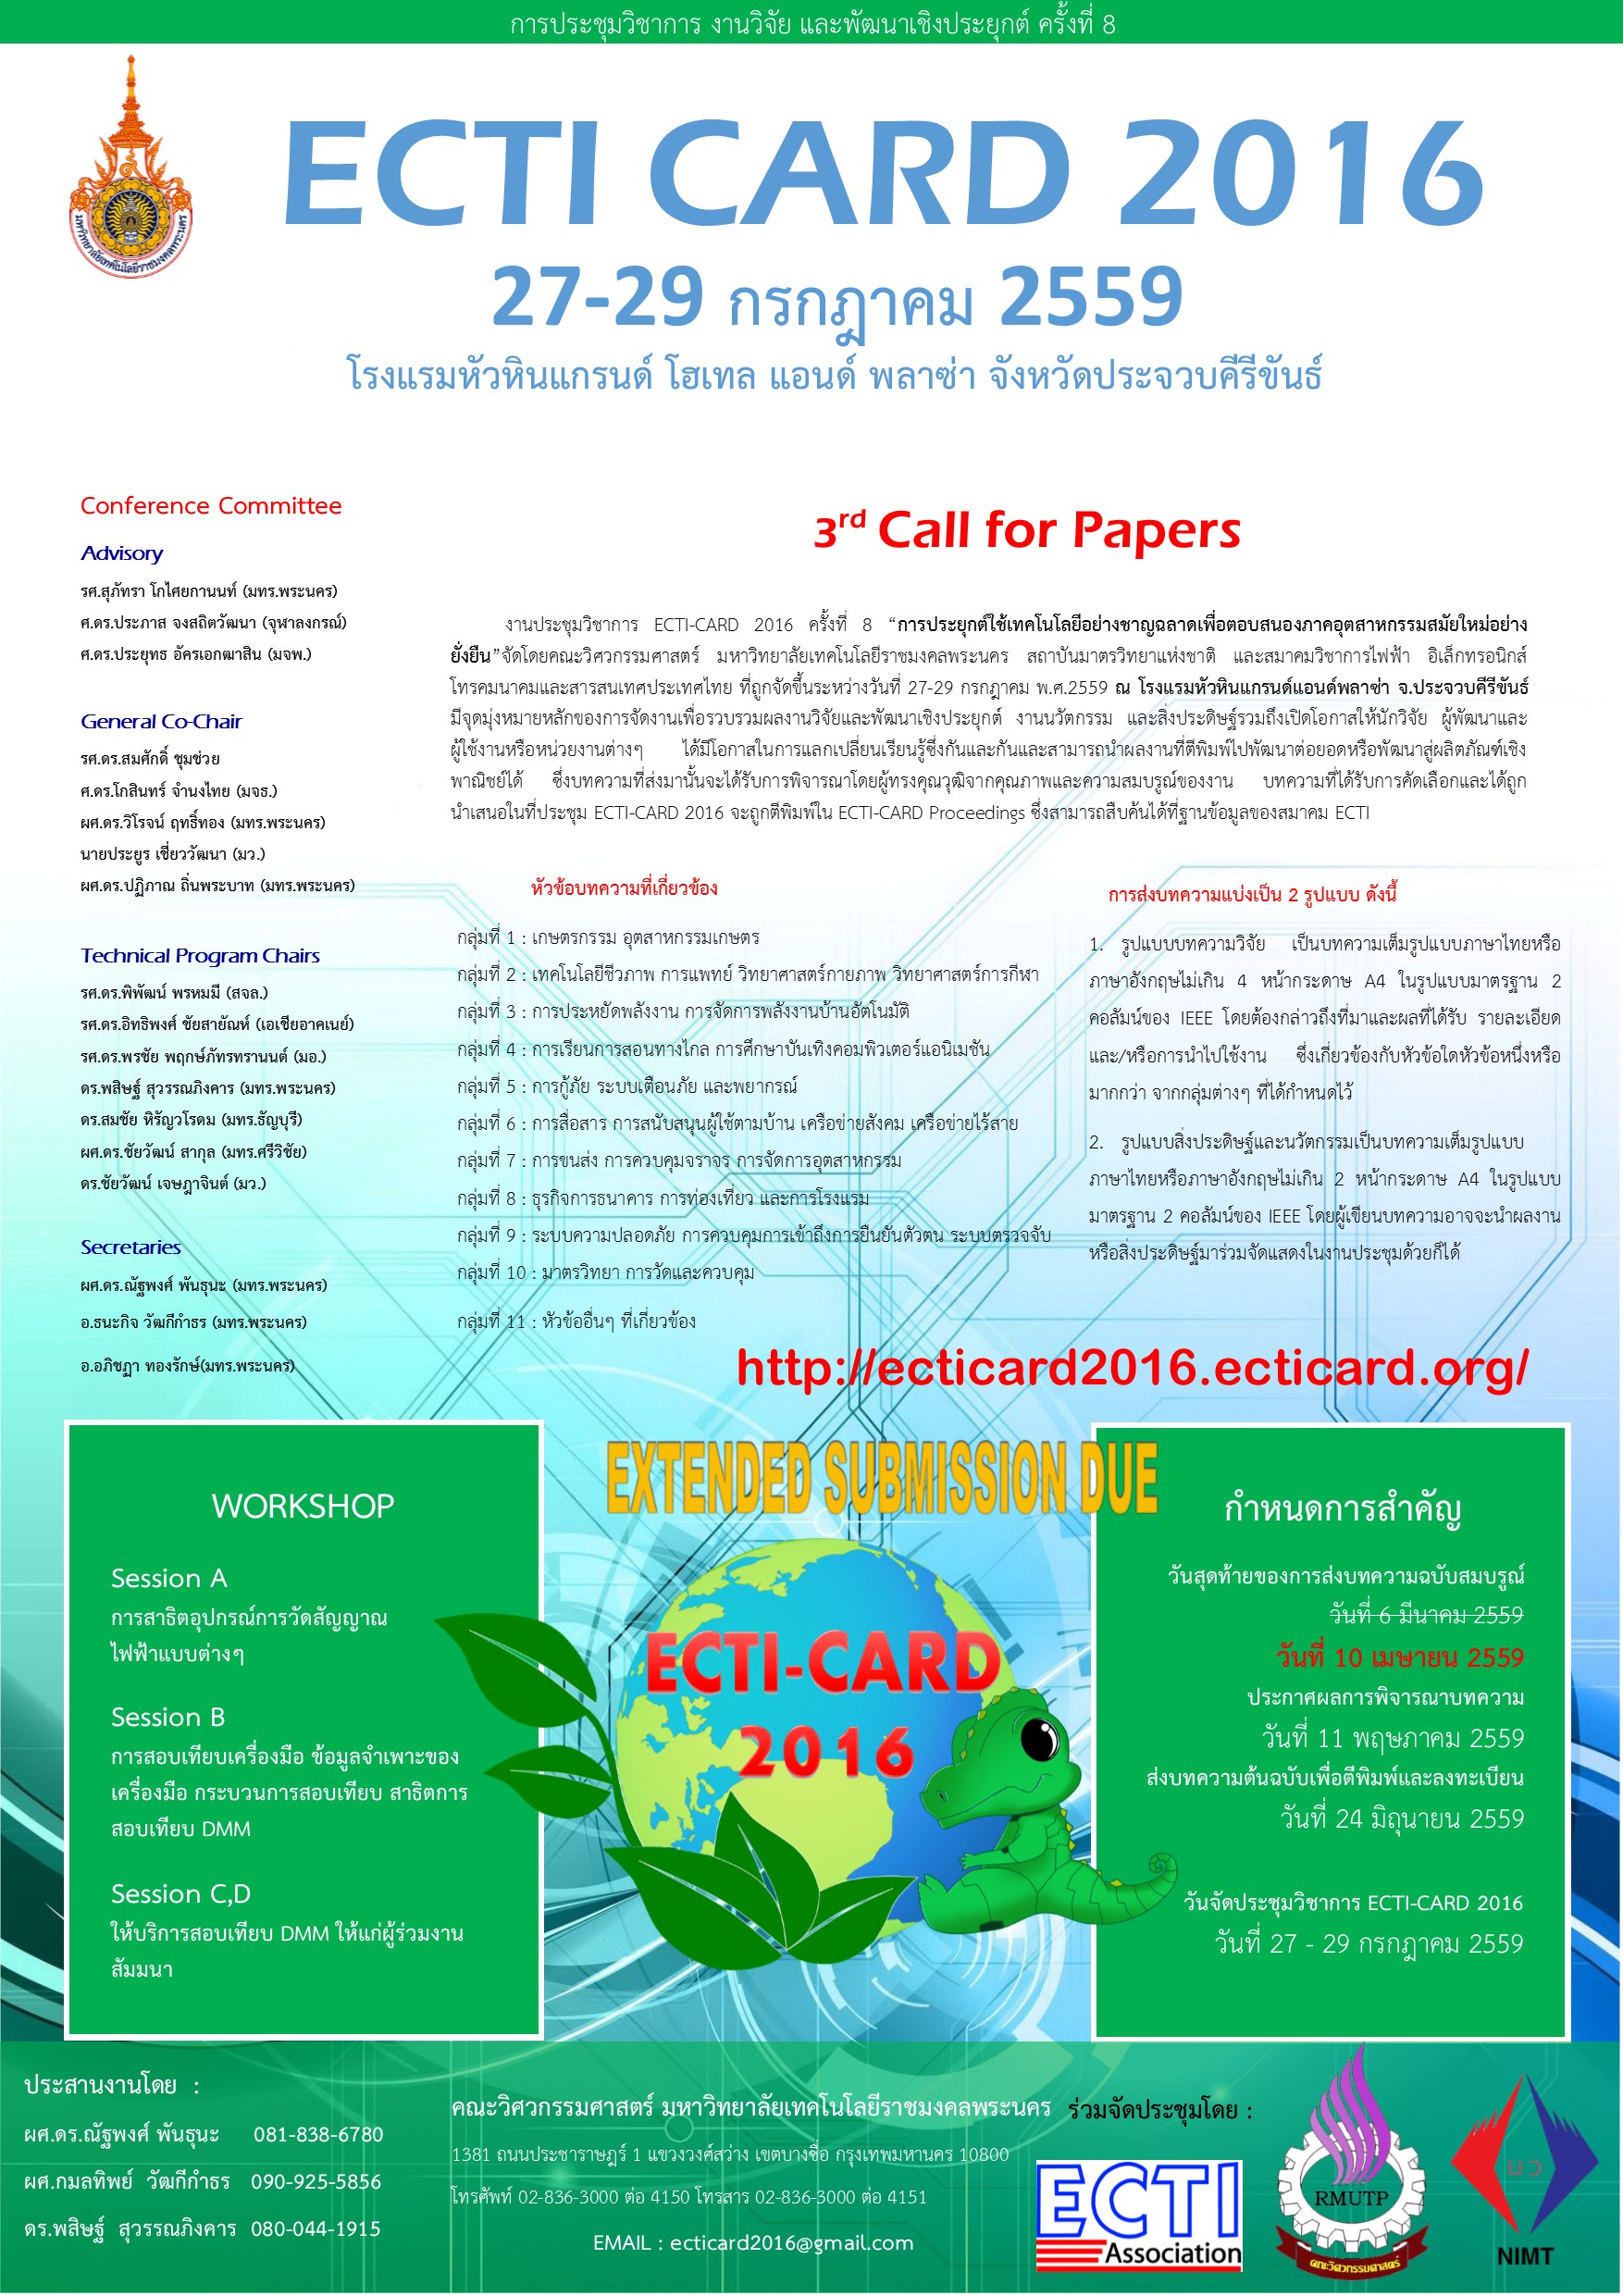 การประชุมวิชาการ งานวิจัย และพัฒนาเชิงประยุกต์ ครั้งที่ 8
มหาวิทยาลัยเทคโนโลยีราชมงคลพระนคร
ECTI CARD 2016
27-29 กรกฎาคม 2559
โรงแรมหัวหินแกรนด์ โฮเทล แอนด์ พลาซ่า จังหวัดประจวบคีรีขันธ์
Conference Committee
Advisory
รศ.สุภัทรา โกไศยกานนท์ (มทร.พระนคร)
ศ.ดร.ประภาส จงสถิตวัฒนา (จุฬาลงกรณ์)
ศ.ดร.ประยุทธ อัครเอกฒาสิน (มจพ.)
General Co-Chair
รศ.ดร.สมศักดิ์ ชุมช่วย
ศ.ดร.โกสินทร์ จำนงไทย (มจธ.)
ผศ.ดร.วิโรจน์ ฤทธิ์ทอง (มทร.พระนคร)
นายประยูร เชี่ยววัฒนา (มว.)
ผศ.ดร.ปฏิภาณ ถิ่นพระบาท (มทร.พระนคร)
Technical Program Chairs
รศ.ดร.พิพัฒน์ พรหมมี (สจล.)
รศ.ดร.อิทธิพงศ์ ชัยสายัณห์ (เอเชียอาคเนย์)
รศ.ดร.พรชัย พฤกษ์ภัทรทรานนต์ (มอ.)
ดร.พสิษฐ์ สุวรรณภิงคาร (มทร.พระนคร)
ดร.สมชัย หิรัญวโรดม (มทร.ธัญบุรี)
ผศ.ดร.ชัยวัฒน์ สากุล (มทร.ศรีวิชัย)
ดร.ชัยวัฒน์ เจษฎาจินต์ (มว.)
Secretaries
ผศ.ดร.ณัฐพงศ์ พันธุนะ (มทร.พระนคร)
อ.ธนะกิจ วัฒกีกำธร (มทร.พระนคร)
อ.อภิชฏา ทองรักษ์(มทร.พระนคร)
3rd Call for Papers
งานประชุมวิชาการ ECTI-CARD 2016 ครั้งที่ 8 “การประยุกต์ใช้เทคโนโลยีอย่างชาญฉลาดเพื่อตอบสนองภาคอุตสาหกรรมสมัยใหม่อย่าง
ยั่งยืน”จัดโดยคณะวิศวกรรมศาสตร์ มหาวิทยาลัยเทคโนโลยีราชมงคลพระนคร สถาบันมาตรวิทยาแห่งชาติ และสมาคมวิชาการไฟฟ้า อิเล็กทรอนิกส์
โทรคมนาคมและสารสนเทศประเทศไทย ที่ถูกจัดขึ้นระหว่างวันที่ 27-29 กรกฎาคม พ.ศ.2559 ณ โรงแรมหัวหินแกรนด์แอนด์พลาซ่า จ.ประจวบคีรีขันธ์
มีจุดมุ่งหมายหลักของการจัดงานเพื่อรวบรวมผลงานวิจัยและพัฒนาเชิงประยุกต์ งานนวัตกรรม และสิ่งประดิษฐ์รวมถึงเปิดโอกาสให้นักวิจัย ผู้พัฒนาและ
ผู้ใช้งานหรือหน่วยงานต่างๆ ได้มีโอกาสในการแลกเปลี่ยนเรียนรู้ซึ่งกันและกันและสามารถนำผลงานที่ตีพิมพ์ไปพัฒนาต่อยอดหรือพัฒนาสู่ผลิตภัณฑ์เชิง
พาณิชย์ได้ ซึ่งบทความที่ส่งมานั้นจะได้รับการพิจารณาโดยผู้ทรงคุณวุฒิจากคุณภาพและความสมบรูณ์ของงาน บทความที่ได้รับการคัดเลือกและได้ถูก
นำเสนอในที่ประชุม ECTI-CARD 2016 จะถูกตีพิมพ์ใน ECTI-CARD Proceedings ซึ่งสามารถสืบค้นได้ที่ฐานข้อมูลของสมาคม ECTI
หัวข้อบทความที่เกี่ยวข้อง
กลุ่มที่ 1 : เกษตรกรรม อุตสาหกรรมเกษตร
กลุ่มที่ 2 : เทคโนโลยีชีวภาพ การแพทย์ วิทยาศาสตร์กายภาพ วิทยาศาสตร์การกีฬา
กลุ่มที่ 3 : การประหยัดพลังงาน การจัดการพลังงานบ้านอัตโนมัติ
กลุ่มที่ 4 : การเรียนการสอนทางไกล การศึกษาบันเทิงคอมพิวเตอร์แอนิเมชัน
กลุ่มที่ 5 : การกู้ภัย ระบบเตือนภัย และพยากรณ์
กลุ่มที่ 6 : การสื่อสาร การสนับสนุนผู้ใช้ตามบ้าน เครือข่ายสังคม เครือข่ายไร้สาย
กลุ่มที่ 7 : การขนส่ง การควบคุมจราจร การจัดการอุตสาหกรรม
กลุ่มที่ 8 : ธุรกิจการธนาคาร การท่องเที่ยว และการโรงแรม
กลุ่มที่ 9 : ระบบความปลอดภัย การควบคุมการเข้าถึงการยืนยันตัวตน ระบบตรวจจับ
กลุ่มที่ 10 : มาตรวิทยา การวัดและควบคุม
กลุ่มที่ 11 : หัวข้ออื่นๆ ที่เกี่ยวข้อง
การส่งบทความแบ่งเป็น 2 รูปแบบ ดังนี้
1. รูปแบบบทความวิจัย เป็นบทความเต็มรูปแบบภาษาไทยหรือ
ภาษาอังกฤษไม่เกิน 4 หน้ากระดาษ A4 ในรูปแบบมาตรฐาน 2
คอลัมน์ของ IEEE โดยต้องกล่าวถึงที่มาและผลที่ได้รับ รายละเอียด
และ/หรือการนำไปใช้งาน ซึ่งเกี่ยวข้องกับหัวข้อใดหัวข้อหนึ่งหรือ
มากกว่า จากกลุ่มต่างๆ ที่ได้กำหนดไว้
2. รูปแบบสิ่งประดิษฐ์และนวัตกรรมเป็นบทความเต็มรูปแบบ
ภาษาไทยหรือภาษาอังกฤษไม่เกิน 2 หน้ากระดาษ A4 ในรูปแบบ
มาตรฐาน 2 คอลัมน์ของ IEEE โดยผู้เขียนบทความอาจจะนำผลงาน
หรือสิ่งประดิษฐ์มาร่วมจัดแสดงในงานประชุมด้วยก็ได้
http://ecticard2016.ecticard.org/
WORKSHOP
Session A
การสาธิตอุปกรณ์การวัดสัญญาณ
ไฟฟ้าแบบต่างๆ
Session B
การสอบเทียบเครื่องมือ ข้อมูลจำเพาะของ
เครื่องมือ กระบวนการสอบเทียบ สาธิตการ
สอบเทียบ DMM
Session C,D
ให้บริการสอบเทียบ DMM ให้แก่ผู้ร่วมงาน
สัมมนา
EXTENDED SUBMISSION DUE
ECTI-CARD
2016
กำหนดการสำคัญ
วันสุดท้ายของการส่งบทความฉบับสมบรูณ์
วันที่ 6 มีนาคม 2559
วันที่ 10 เมษายน 2559
ประกาศผลการพิจารณาบทความ
วันที่ 11 พฤษภาคม 2559
ส่งบทความต้นฉบับเพื่อตีพิมพ์และลงทะเบียน
วันที่ 24 มิถุนายน 2559
วันจัดประชุมวิชาการ ECTI-CARD 2016
วันที่ 27 - 29 กรกฎาคม 2559
ประสานงานโดย :
ผศ.ดร.ณัฐพงศ์ พันธุนะ 081-838-6780
ผศ.กมลทิพย์ วัฒกีกำธร 090-925-5856
ดร.พสิษฐ์ สุวรรณภิงคาร 080-044-1915
คณะวิศวกรรมศาสตร์ มหาวิทยาลัยเทคโนโลยีราชมงคลพระนคร
1381 ถนนประชาราษฎร์ 1 แขวงวงศ์สว่าง เขตบางซื่อ กรุงเทพมหานคร 10800
โทรศัพท์ 02-836-3000 ต่อ 4150 โทรสาร 02-836-3000 ต่อ 4151
EMAIL : ecticard2016@gmail.com
ร่วมจัดประชุมโดย :
ECTI
Association
RMUTP
คณะวิศวกรรมศาสตร์
มว
NIMT